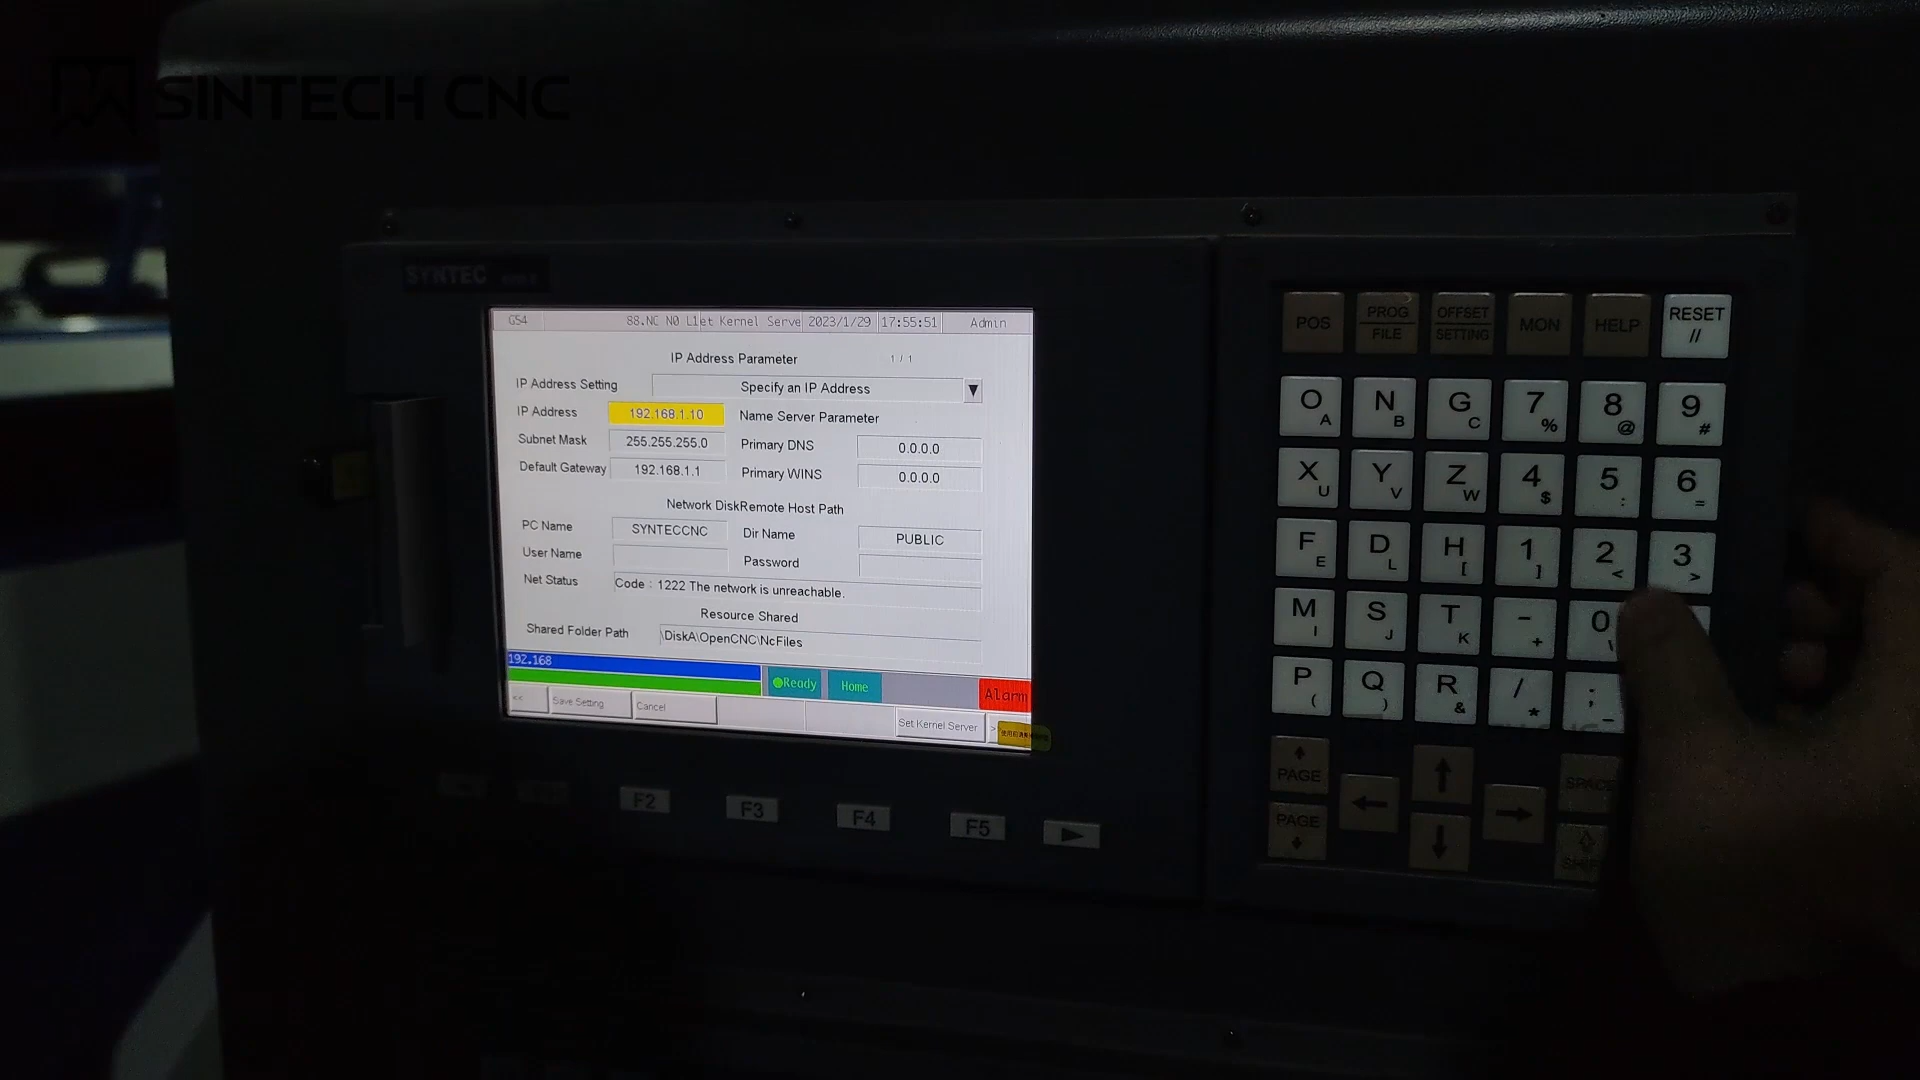 SINTECH CNC
SYNTEC
G54
88.NC N0 L1et Kernel Serve 2023/1/29 17:55:51 Admin
IP Address Parameter 1 / 1
IP Address Setting Specify an IP Address ▼
IP Address 192.168.1.10 Name Server Parameter
Subnet Mask 255.255.255.0 Primary DNS 0.0.0.0
Default Gateway 192.168.1.1 Primary WINS 0.0.0.0
Network DiskRemote Host Path
PC Name SYNTECCNC Dir Name PUBLIC
User Name Password
Net Status Code : 1222 The network is unreachable.
Resource Shared
Shared Folder Path \DiskA\OpenCNC\NcFiles
192.168
Ready Home Alarm
<< Save Setting Cancel Set Kernel Server >
F2 F3 F4 F5
POS PROG FILE OFFSET SETTING MON HELP RESET //
O A N B G C 7 % 8 @ 9 #
X U Y V Z W 4 $ 5 : 6 =
F E D L H [ 1 ] 2 < 3 >
M I S J T K - + 0 \
P ( Q ) R & / * ; _
PAGE ↑ SPACE
← →
PAGE ↓ SHIFT